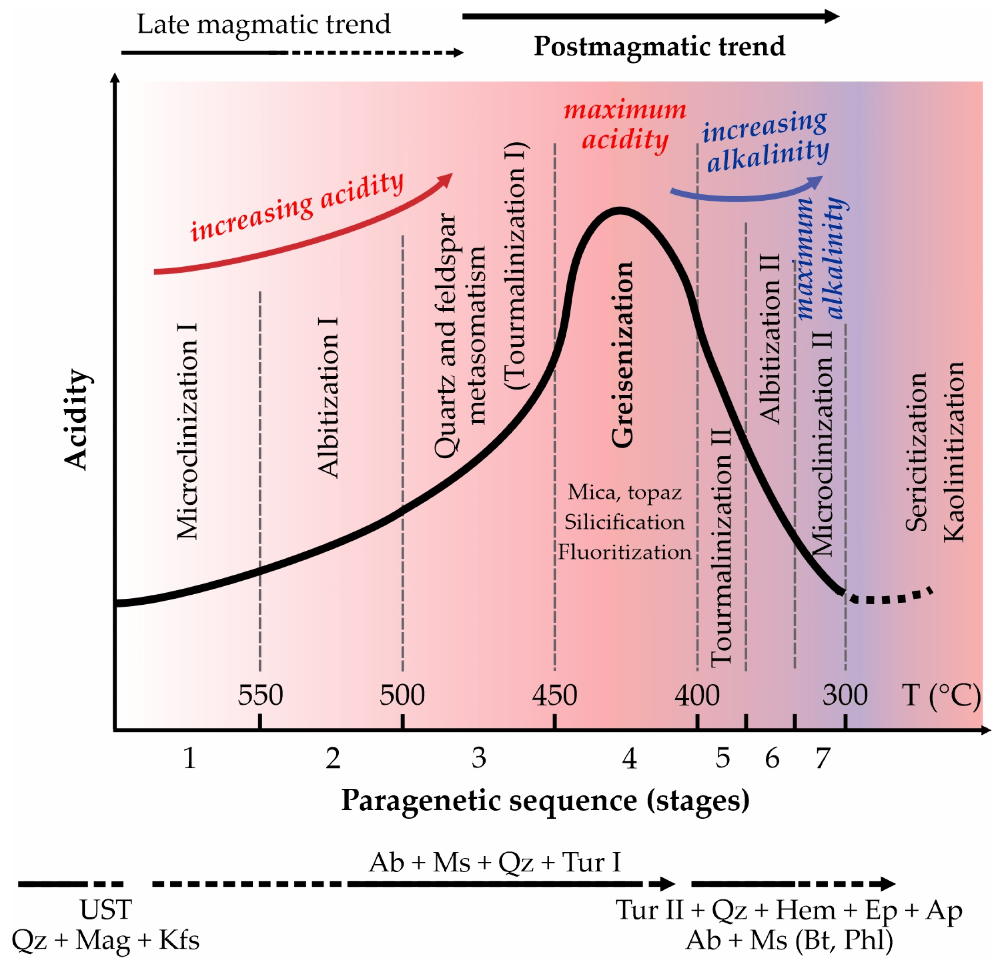 Late magmatic trend
Postmagmatic trend
maximum
acidity
increasing
alkalinity
increasing acidity
maximum
alkalinity
Acidity
Microclinization I
Albitization I
Quartz and feldspar
metasomatism
(Tourmalinization I)
Greisenization
Mica, topaz
Silicification
Fluoritization
Tourmalinization II
Albitization II
Microclinization II
Sericitization
Kaolinitization
550 500 450 400 300 T (°C)
1 2 3 4 5 6 7
Paragenetic sequence (stages)
Ab + Ms + Qz + Tur I
UST
Qz + Mag + Kfs
Tur II + Qz + Hem + Ep + Ap
Ab + Ms (Bt, Phl)